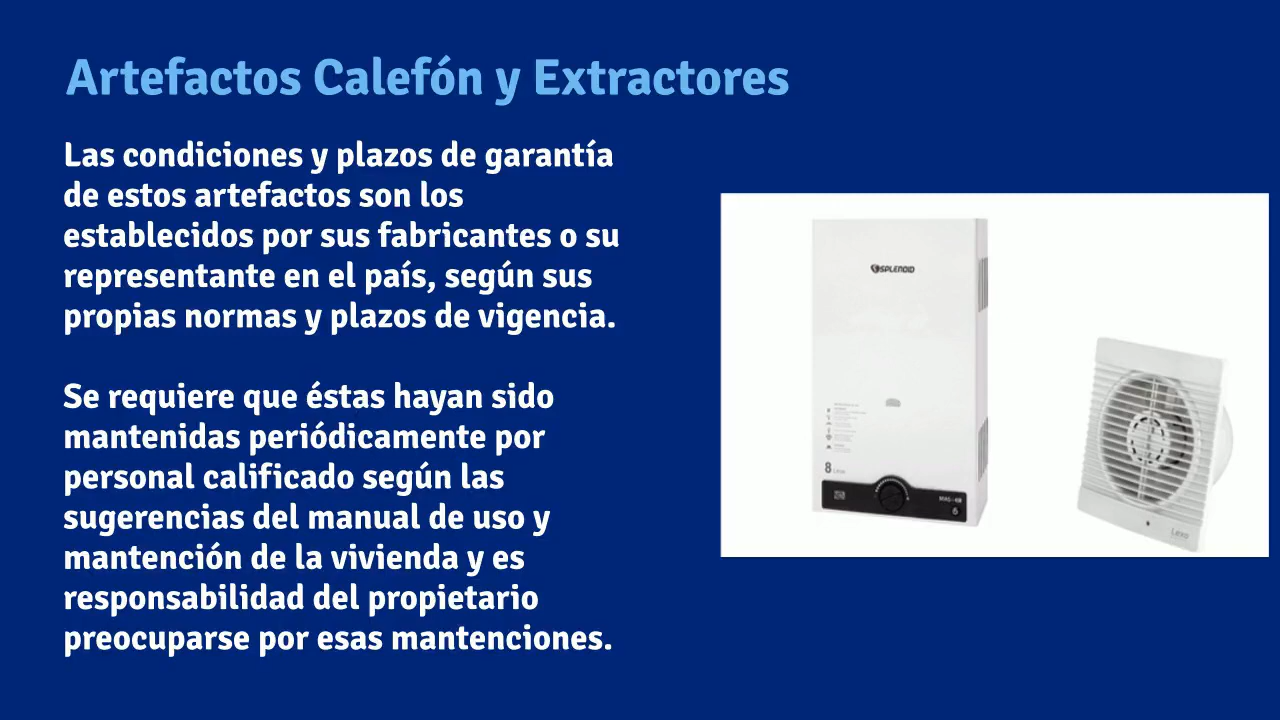 Artefactos Calefón y Extractores
Las condiciones y plazos de garantía
de estos artefactos son los
establecidos por sus fabricantes o su
representante en el país, según sus
propias normas y plazos de vigencia.
Se requiere que éstas hayan sido
mantenidas periódicamente por
personal calificado según las
sugerencias del manual de uso y
mantención de la vivienda y es
responsabilidad del propietario
preocuparse por esas mantenciones.
SPLENDID
8